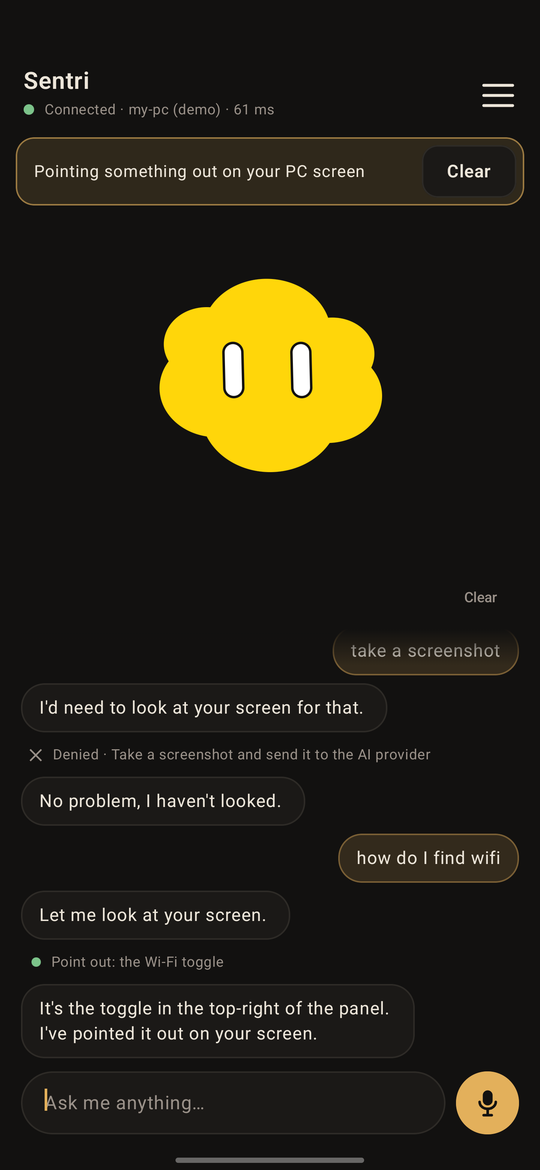 Sentri
Connected · my-pc (demo) · 61 ms
Pointing something out on your PC screen
Clear
Clear
take a screenshot
I'd need to look at your screen for that.
Denied · Take a screenshot and send it to the AI provider
No problem, I haven't looked.
how do I find wifi
Let me look at your screen.
Point out: the Wi-Fi toggle
It's the toggle in the top-right of the panel.
I've pointed it out on your screen.
Ask me anything…